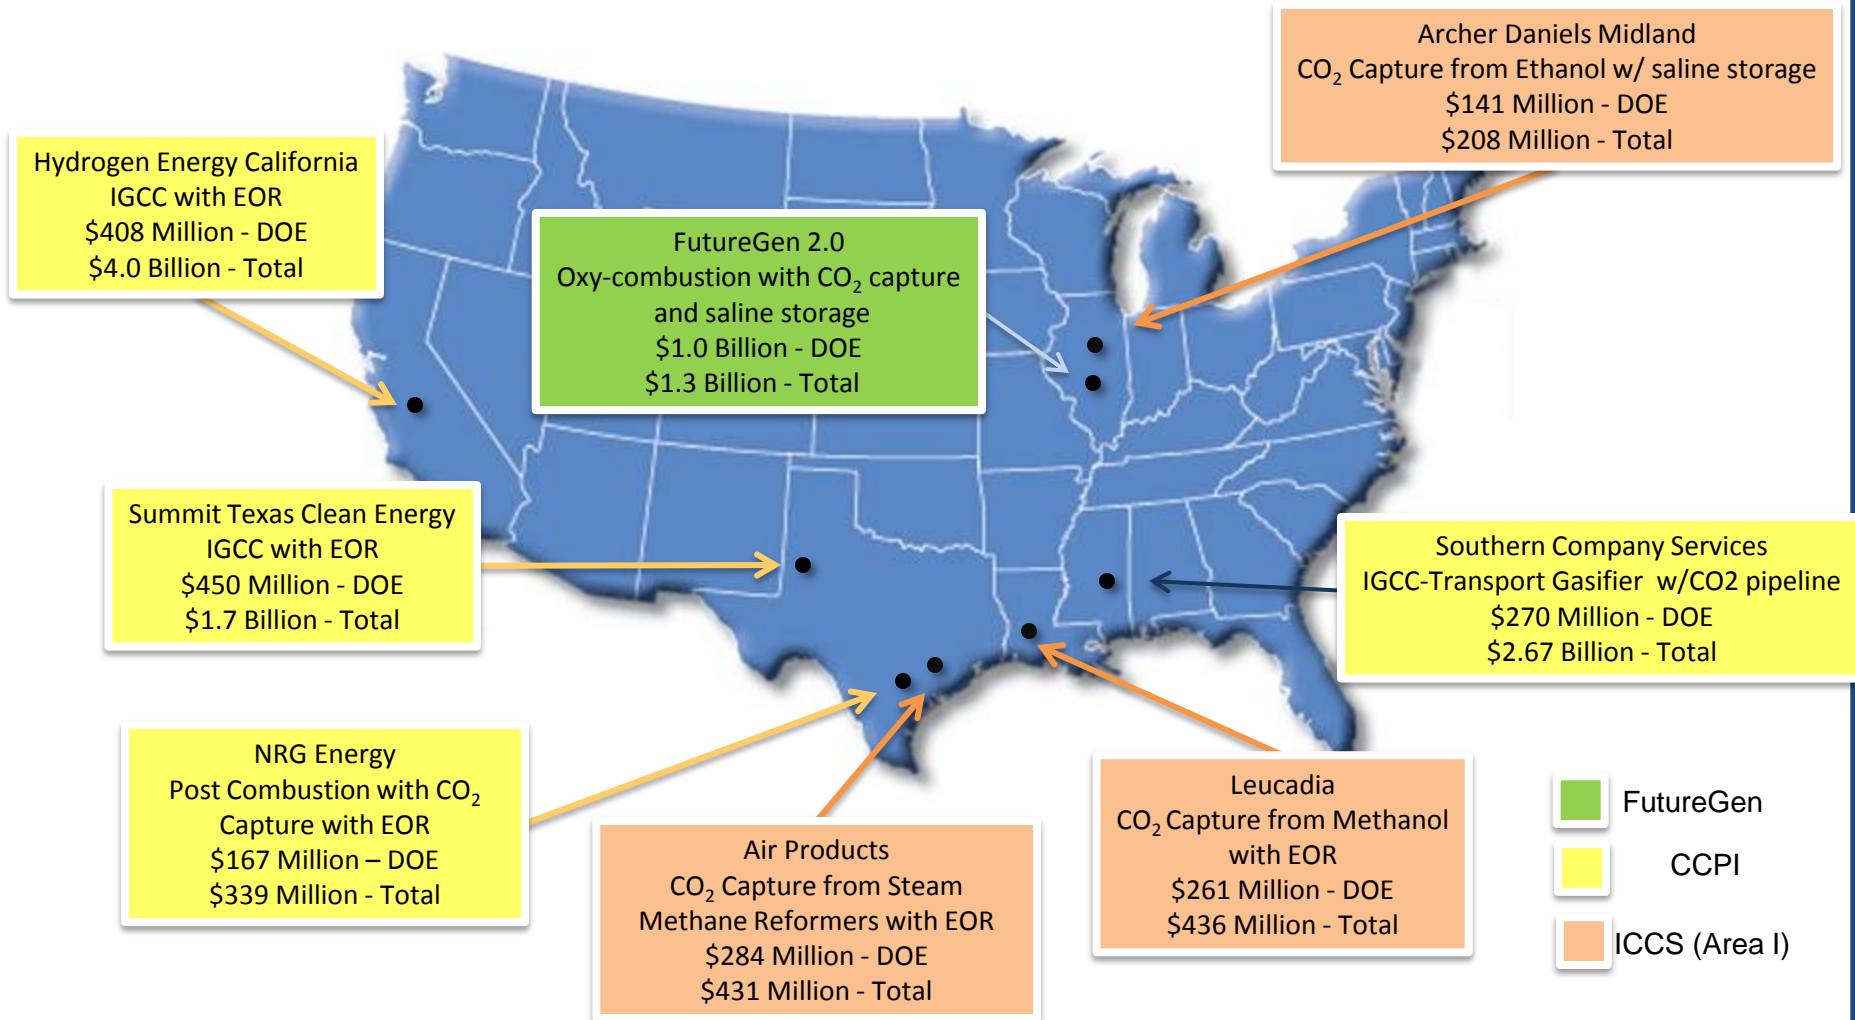 Archer Daniels Midland
CO₂ Capture from Ethanol w/ saline storage
$141 Million - DOE
$208 Million - Total
Hydrogen Energy California
IGCC with EOR
$408 Million - DOE
$4.0 Billion - Total
FutureGen 2.0
Oxy-combustion with CO₂ capture
and saline storage
$1.0 Billion - DOE
$1.3 Billion - Total
Summit Texas Clean Energy
IGCC with EOR
$450 Million - DOE
$1.7 Billion - Total
Southern Company Services
IGCC-Transport Gasifier w/CO2 pipeline
$270 Million - DOE
$2.67 Billion - Total
NRG Energy
Post Combustion with CO₂
Capture with EOR
$167 Million – DOE
$339 Million - Total
Air Products
CO₂ Capture from Steam
Methane Reformers with EOR
$284 Million - DOE
$431 Million - Total
Leucadia
CO₂ Capture from Methanol
with EOR
$261 Million - DOE
$436 Million - Total
FutureGen
CCPI
ICCS (Area I)